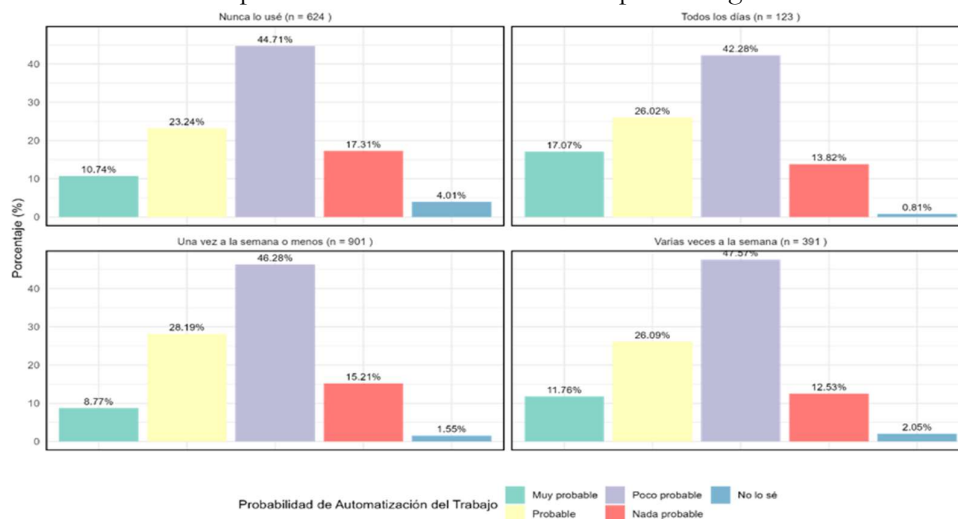 Nunca lo usé (n = 624 )
44.71%
23.24%
17.31%
10.74%
4.01%
Todos los días (n = 123 )
42.28%
26.02%
17.07%
13.82%
0.81%
40
30
20
10
0
Porcentaje (%)
Una vez a la semana o menos (n = 901 )
46.28%
28.19%
15.21%
8.77%
1.55%
Varias veces a la semana (n = 391 )
47.57%
26.09%
12.53%
11.76%
2.05%
40
30
20
10
0
Probabilidad de Automatización del Trabajo
Muy probable
Poco probable
No lo sé
Probable
Nada probable